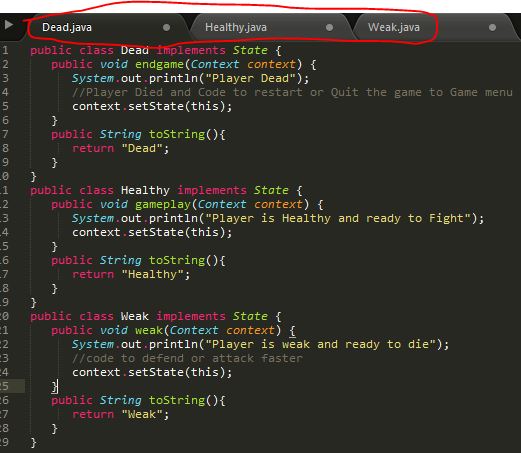 Dead.java Healthy.java Weak.java
1 public class Dead implements State {
2 public void endgame(Context context) {
3 System.out.println("Player Dead");
4 //Player Died and Code to restart or Quit the game to Game menu
5 context.setState(this);
6 }
7 public String toString(){
8 return "Dead";
9 }
10 }
11 public class Healthy implements State {
12 public void gameplay(Context context) {
13 System.out.println("Player is Healthy and ready to Fight");
14 context.setState(this);
15 }
16 public String toString(){
17 return "Healthy";
18 }
19 }
20 public class Weak implements State {
21 public void weak(Context context) {
22 System.out.println("Player is weak and ready to die");
23 //code to defend or attack faster
24 context.setState(this);
25 }
26 public String toString(){
27 return "Weak";
28 }
29 }